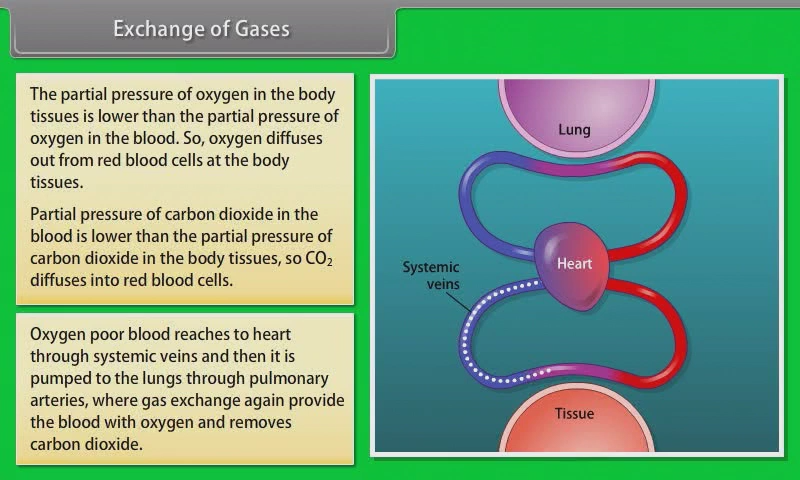 Exchange of Gases
The partial pressure of oxygen in the body
tissues is lower than the partial pressure of
oxygen in the blood. So, oxygen diffuses
out from red blood cells at the body
tissues.
Partial pressure of carbon dioxide in the
blood is lower than the partial pressure of
carbon dioxide in the body tissues, so CO₂
diffuses into red blood cells.
Oxygen poor blood reaches to heart
through systemic veins and then it is
pumped to the lungs through pulmonary
arteries, where gas exchange again provide
the blood with oxygen and removes
carbon dioxide.
Lung
Heart
Systemic
veins
Tissue